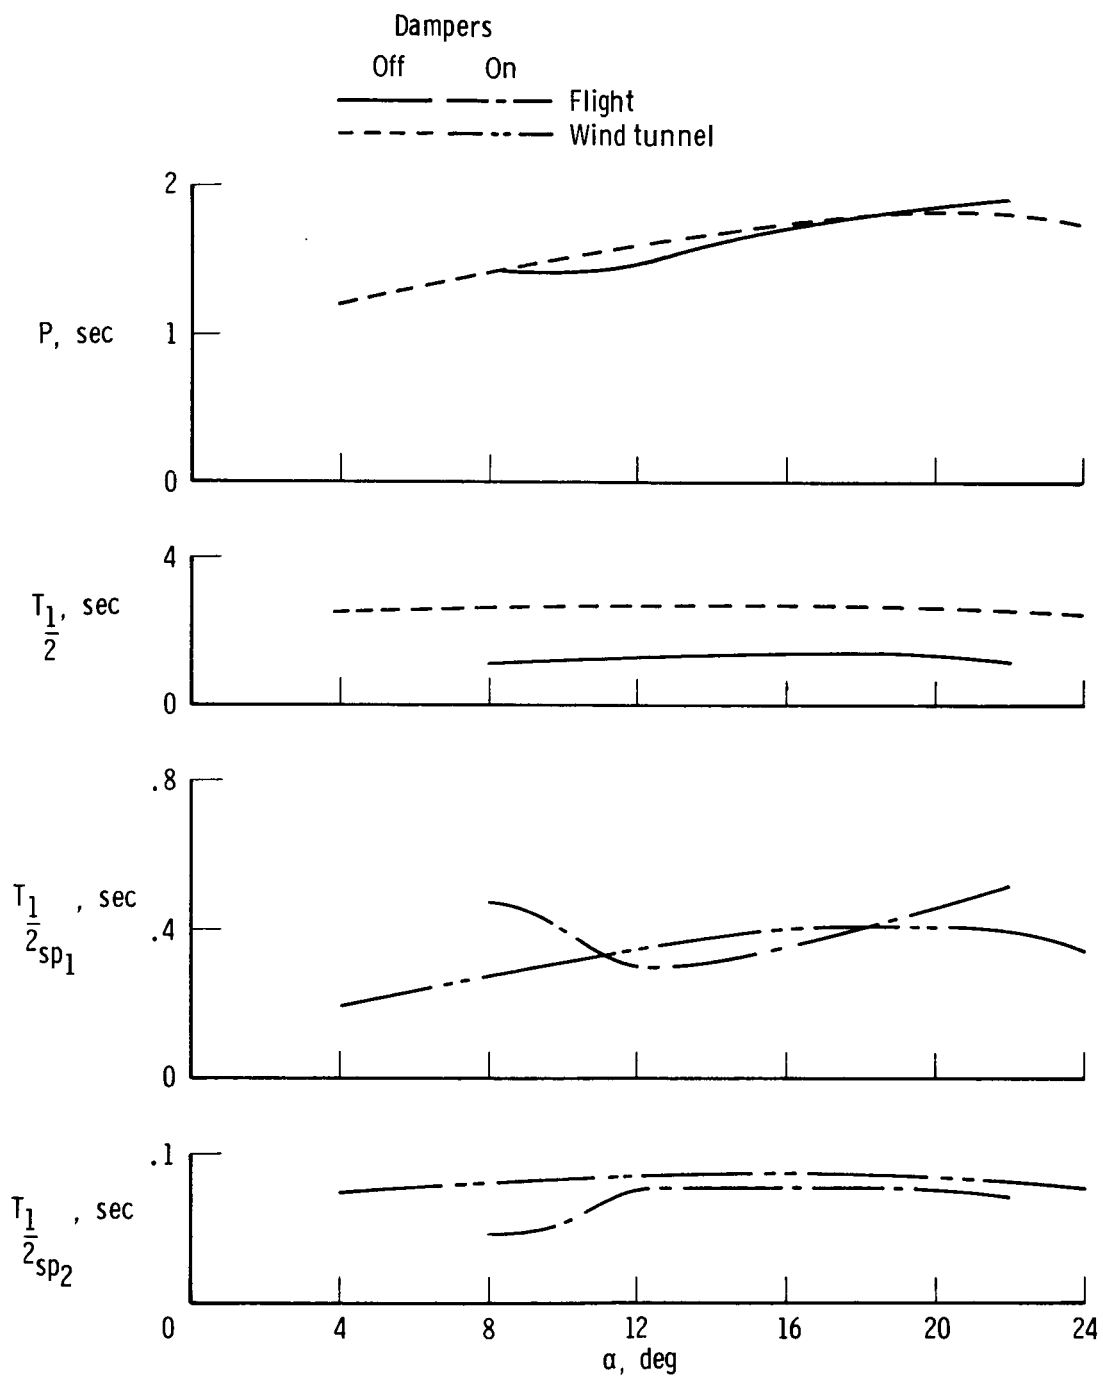 Dampers
Off On
Flight
Wind tunnel
2
P, sec 1
0
4
T1/2, sec
0
.8
T1/2sp1, sec
.4
0
.1
T1/2sp2, sec
0 4 8 12 16 20 24
α, deg